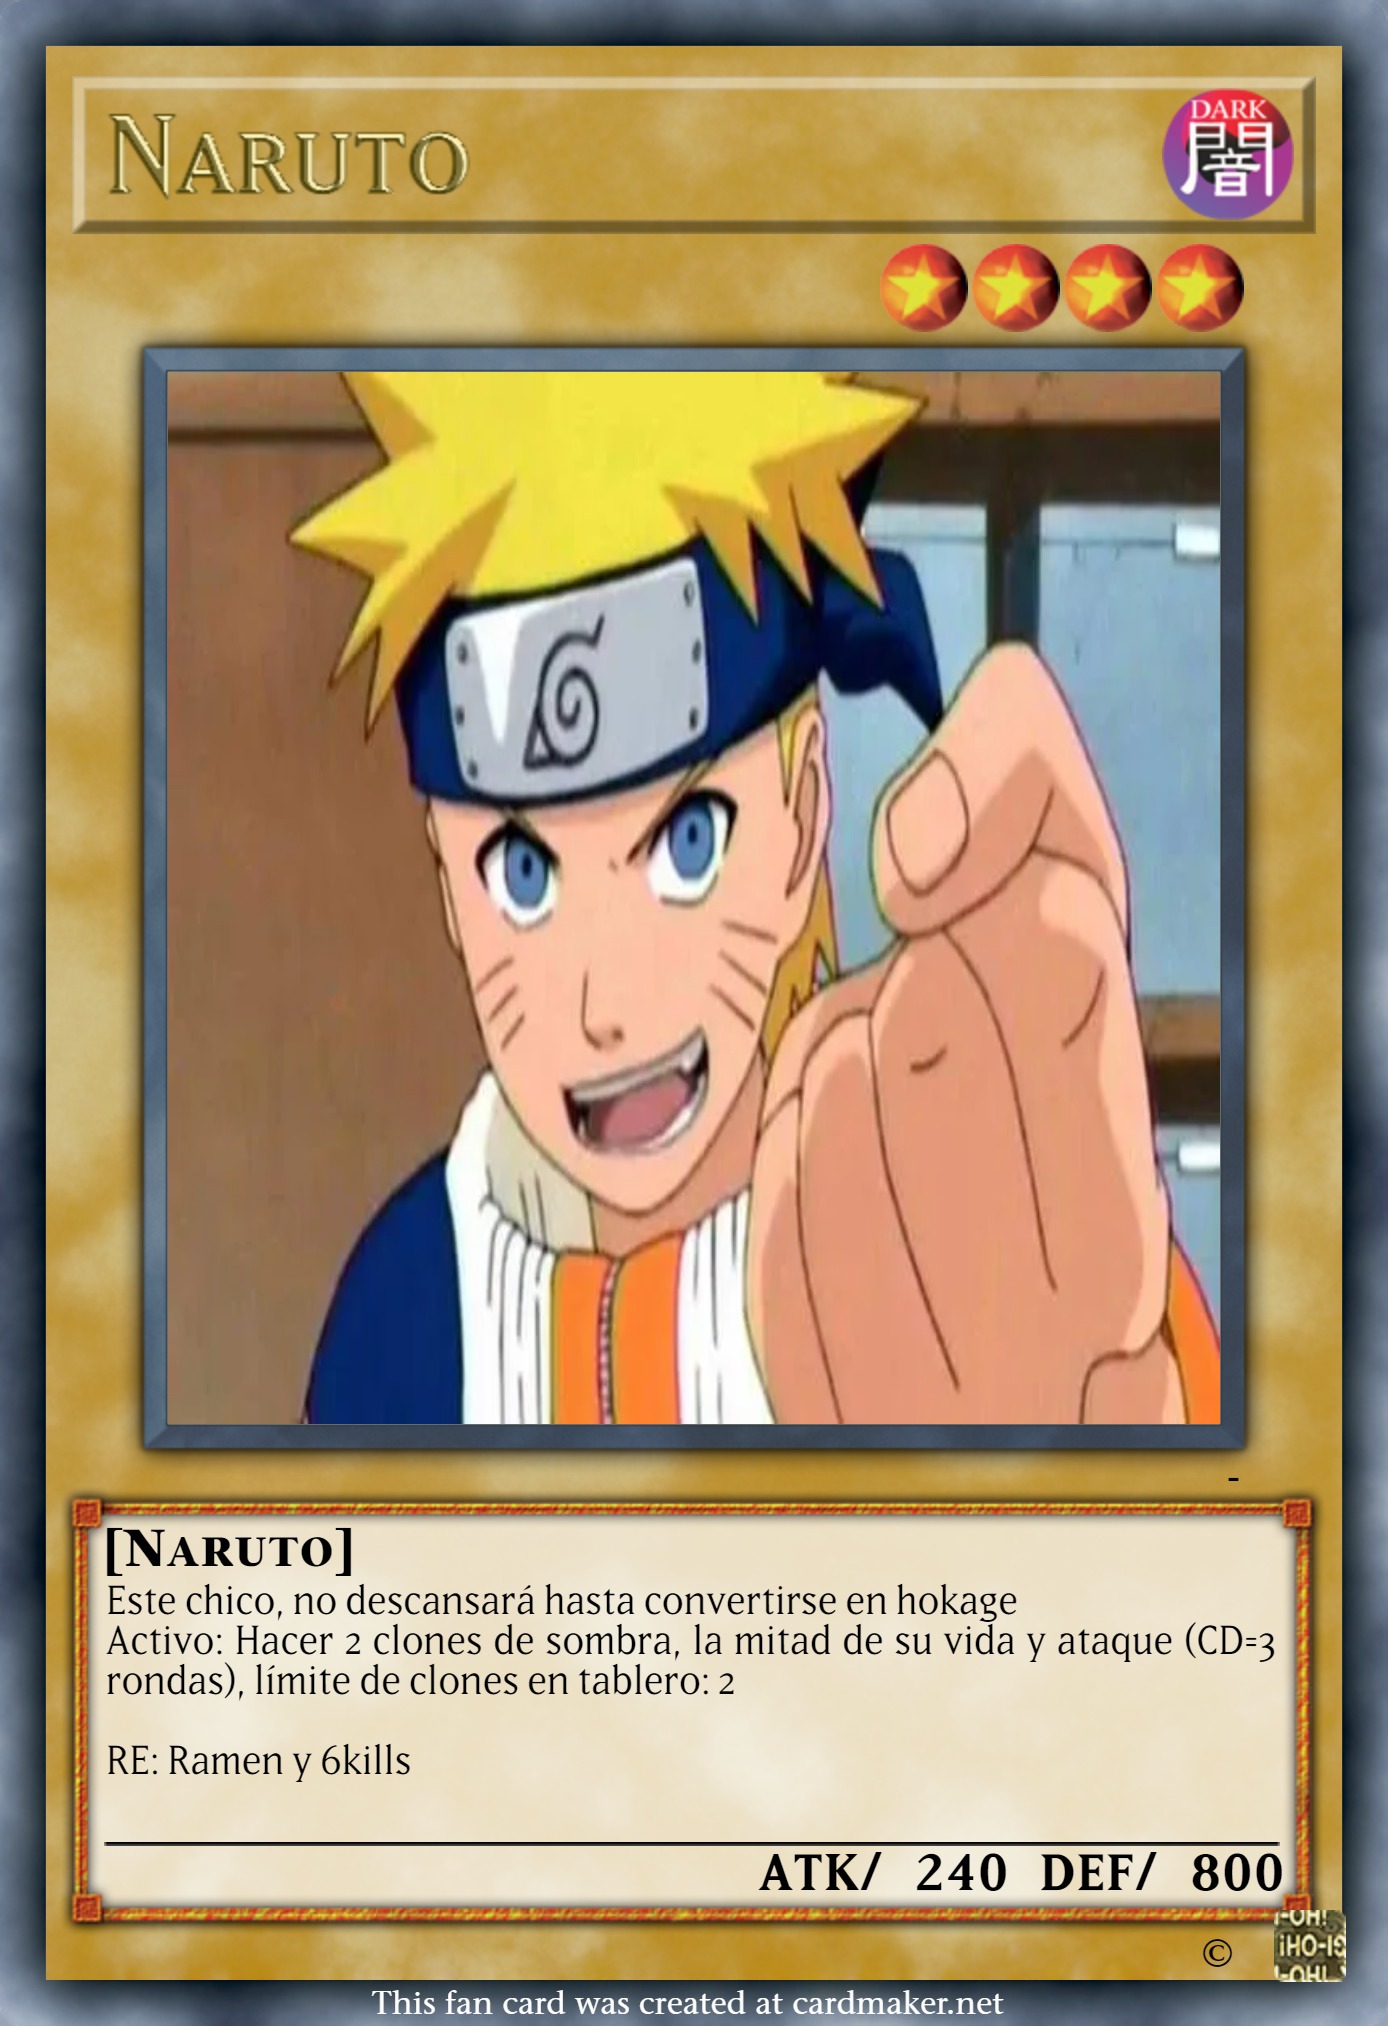 Naruto
DARK
闇
[Naruto]
Este chico, no descansará hasta convertirse en hokage
Activo: Hacer 2 clones de sombra, la mitad de su vida y ataque (CD=3
rondas), límite de clones en tablero: 2
RE: Ramen y 6kills
ATK/ 240 DEF/ 800
©
This fan card was created at cardmaker.net